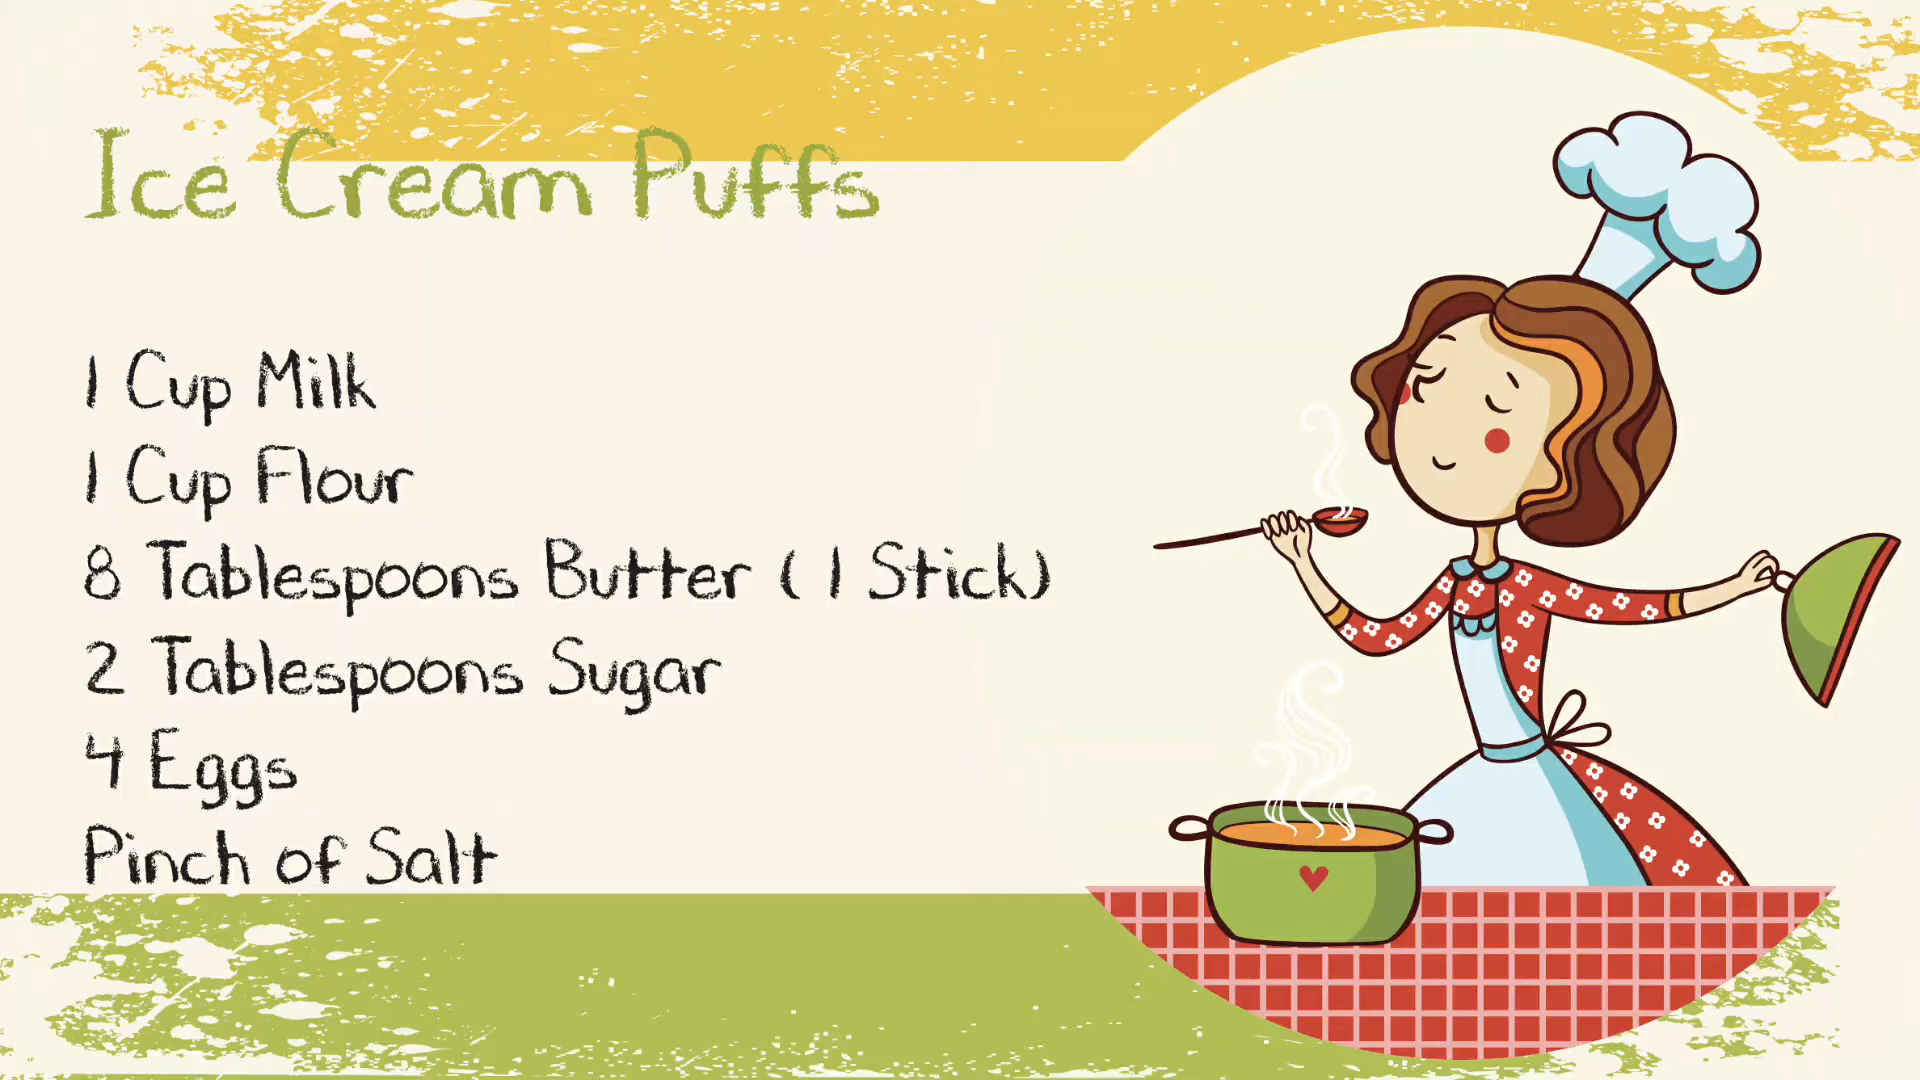 Ice Cream Puffs
1 Cup Milk
1 Cup Flour
8 Tablespoons Butter ( 1 Stick)
2 Tablespoons Sugar
4 Eggs
Pinch of Salt